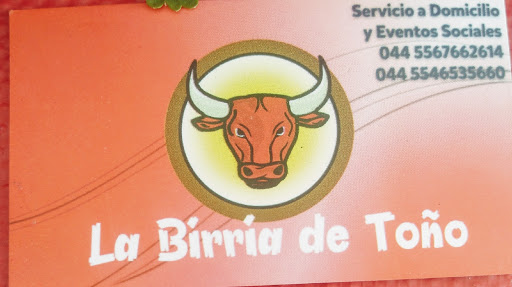 Servicio a Domicilio
y Eventos Sociales
044 5567662614
044 5546535660
La Birría de Toño